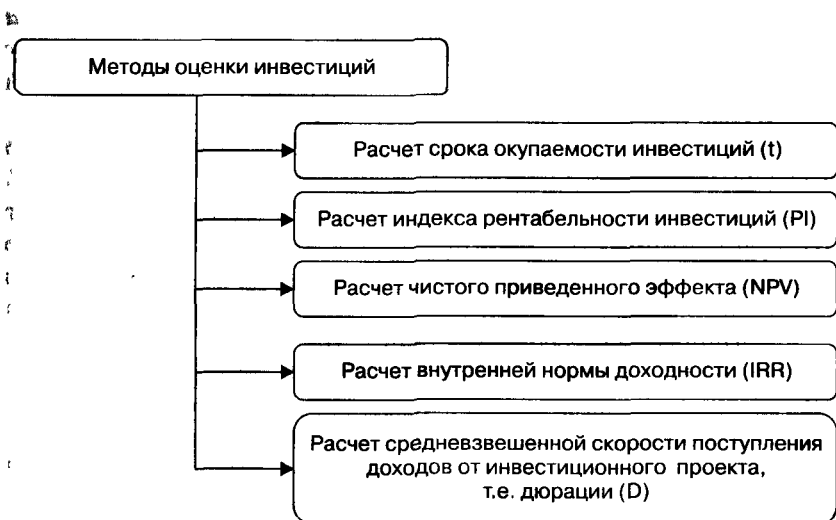 Методы оценки инвестиций
Расчет срока окупаемости инвестиций (t)
Расчет индекса рентабельности инвестиций (PI)
Расчет чистого приведенного эффекта (NPV)
Расчет внутренней нормы доходности (IRR)
Расчет средневзвешенной скорости поступления
доходов от инвестиционного проекта,
т.е. дюрации (D)